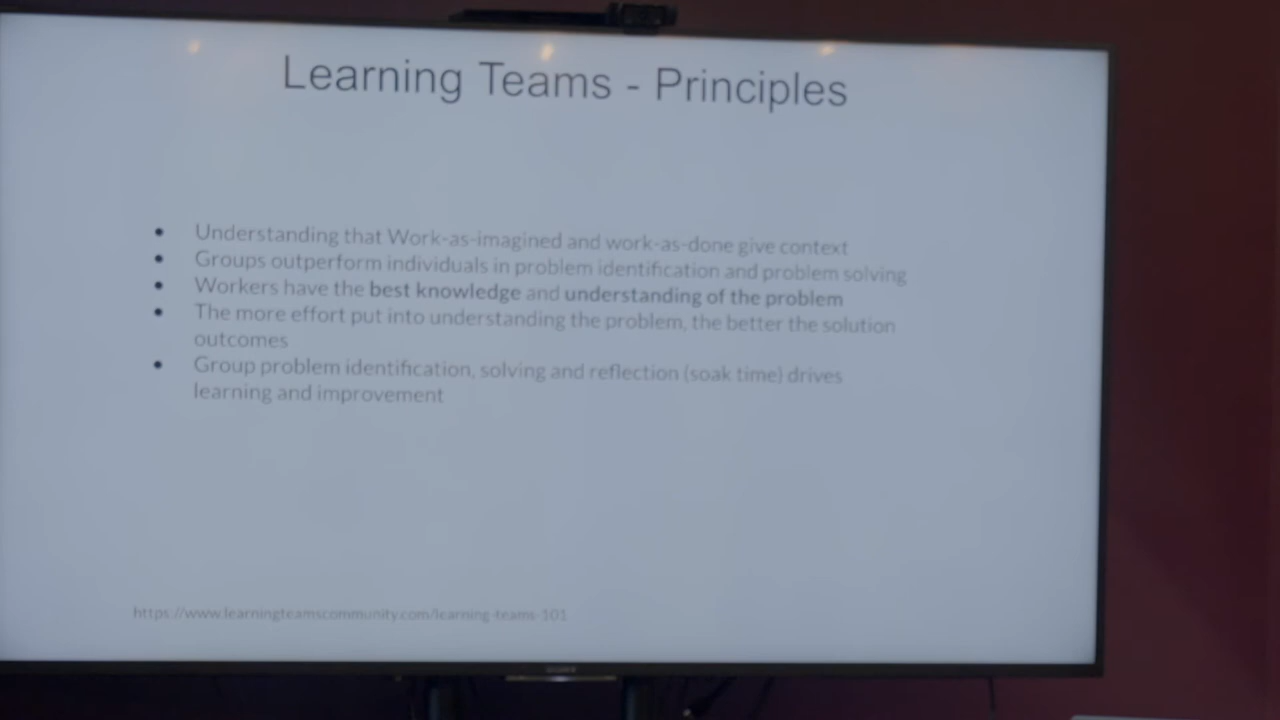 Learning Teams - Principles
• Understanding that Work-as-imagined and work-as-done give context
• Groups outperform individuals in problem identification and problem solving
• Workers have the best knowledge and understanding of the problem
• The more effort put into understanding the problem, the better the solution
outcomes
• Group problem identification, solving and reflection (soak time) drives
learning and improvement
https://www.learningteamscommunity.com/learning-teams-101
SONY